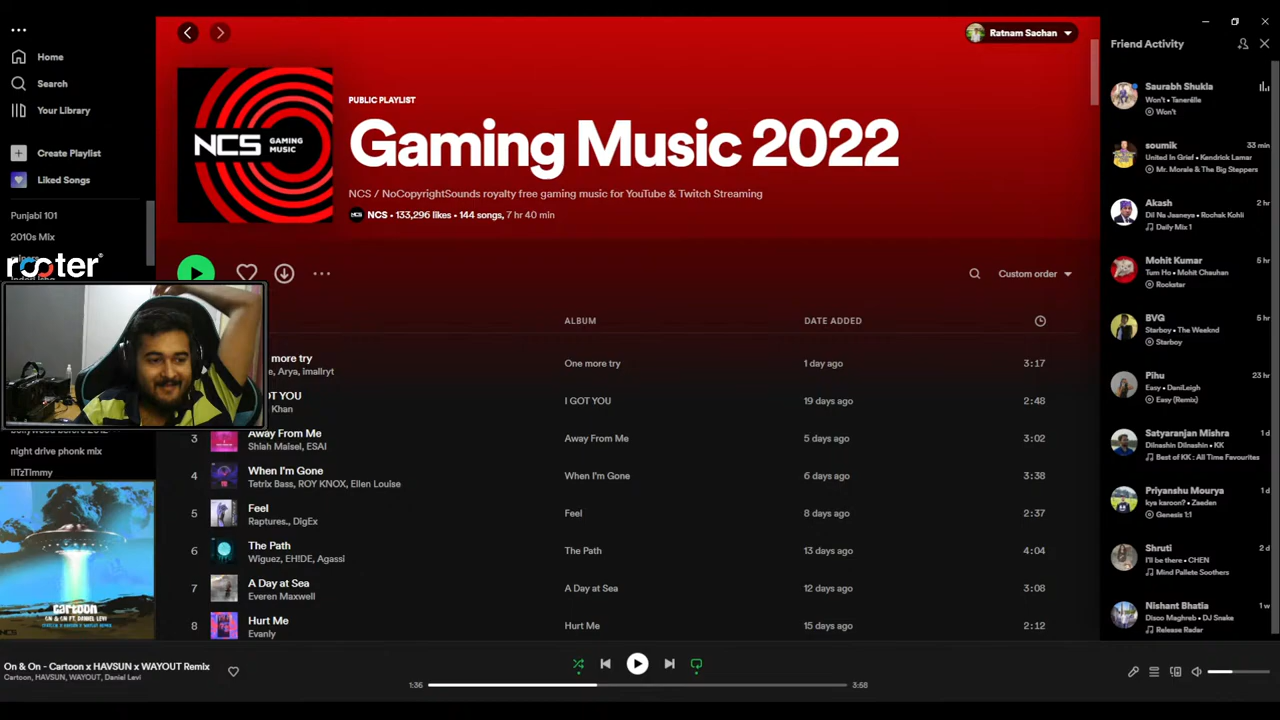 Home
Search
Your Library
Create Playlist
Liked Songs
Punjabi 101
2010s Mix
rooter
night drive phonk mix
liTzTimmy
NCS GAMING MUSIC
PUBLIC PLAYLIST
Gaming Music 2022
NCS / NoCopyrightSounds royalty free gaming music for YouTube & Twitch Streaming
NCS • 133,296 likes • 144 songs, 7 hr 40 min
Ratnam Sachan
Custom order
ALBUM DATE ADDED
more try One more try 1 day ago 3:17
e, Arya, imallryt
OT YOU I GOT YOU 19 days ago 2:48
Khan
3 Away From Me Away From Me 5 days ago 3:02
Shiah Maisel, ESAI
4 When I'm Gone When I'm Gone 6 days ago 3:38
Tetrix Bass, ROY KNOX, Ellen Louise
5 Feel Feel 8 days ago 2:37
Raptures., DigEx
6 The Path The Path 13 days ago 4:04
Wiguez, EH!DE, Agassi
7 A Day at Sea A Day at Sea 12 days ago 3:08
Everen Maxwell
8 Hurt Me Hurt Me 15 days ago 2:12
Evanly
Friend Activity
Saurabh Shukla
Won't • Tanerélle
Won't
soumik 33 min
United In Grief • Kendrick Lamar
Mr. Morale & The Big Steppers
Akash 2 hr
Dil Na Jaaneya • Rochak Kohli
Daily Mix 1
Mohit Kumar 5 hr
Tum Ho • Mohit Chauhan
Rockstar
BVG 5 hr
Starboy • The Weeknd
Starboy
Pihu 23 hr
Easy • DaniLeigh
Easy (Remix)
Satyaranjan Mishra 1 d
Dilnashin Dilnashin • KK
Best of KK : All Time Favourites
Priyanshu Mourya 1 d
kya karoon? • Zaeden
Genesis 1:1
Shruti 2 d
I'll be there • CHEN
Mind Pallete Soothers
Nishant Bhatia 1 w
Disco Maghreb • DJ Snake
Release Radar
cartoon
ON & ON FT. DANIEL LEVI
On & On - Cartoon x HAVSUN x WAYOUT Remix
Cartoon, HAVSUN, WAYOUT, Daniel Levi
1:36 3:58